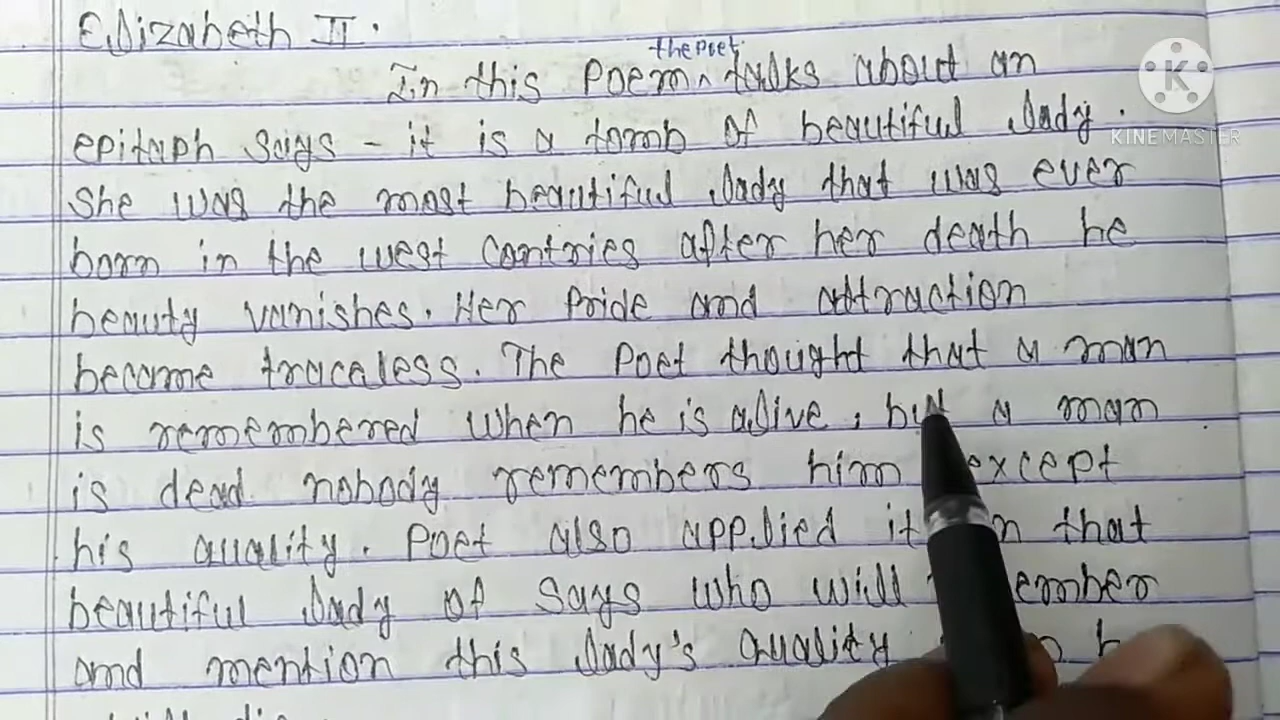 Elizabeth II.
the Poet
In this Poem ^ talks about an
KINEMASTER
epitaph says - it is a tomb of beautiful lady.
She was the most beautiful lady that was ever
born in the west contries after her death he
beauty vanishes. Her Pride and attraction
become traceless. The Poet thought that a man
is remembered when he is alive, but a man
is dead nobody remembers him except
his quality. Poet also applied it that
beautiful lady of says who will
and mention this lady's quality